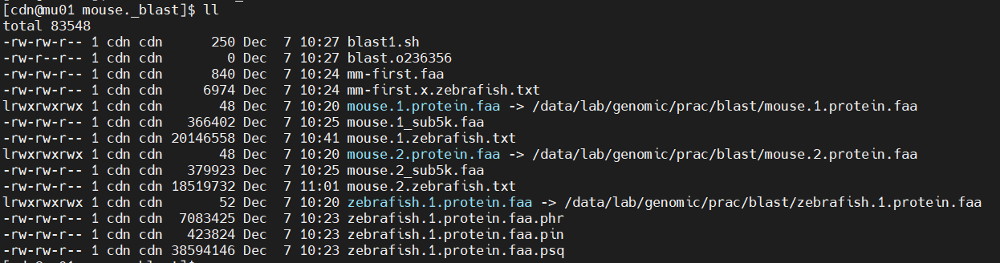 [cdn@mu01 mouse._blast]$ ll
total 83548
-rw-rw-r-- 1 cdn cdn      250 Dec  7 10:27 blast1.sh
-rw-r--r-- 1 cdn cdn        0 Dec  7 10:27 blast.o236356
-rw-rw-r-- 1 cdn cdn      840 Dec  7 10:24 mm-first.faa
-rw-rw-r-- 1 cdn cdn     6974 Dec  7 10:24 mm-first.x.zebrafish.txt
lrwxrwxrwx 1 cdn cdn       48 Dec  7 10:20 mouse.1.protein.faa -> /data/lab/genomic/prac/blast/mouse.1.protein.faa
-rw-rw-r-- 1 cdn cdn   366402 Dec  7 10:25 mouse.1_sub5k.faa
-rw-rw-r-- 1 cdn cdn 20146558 Dec  7 10:41 mouse.1.zebrafish.txt
lrwxrwxrwx 1 cdn cdn       48 Dec  7 10:20 mouse.2.protein.faa -> /data/lab/genomic/prac/blast/mouse.2.protein.faa
-rw-rw-r-- 1 cdn cdn   379923 Dec  7 10:25 mouse.2_sub5k.faa
-rw-rw-r-- 1 cdn cdn 18519732 Dec  7 11:01 mouse.2.zebrafish.txt
lrwxrwxrwx 1 cdn cdn       52 Dec  7 10:20 zebrafish.1.protein.faa -> /data/lab/genomic/prac/blast/zebrafish.1.protein.faa
-rw-rw-r-- 1 cdn cdn  7083425 Dec  7 10:23 zebrafish.1.protein.faa.phr
-rw-rw-r-- 1 cdn cdn   423824 Dec  7 10:23 zebrafish.1.protein.faa.pin
-rw-rw-r-- 1 cdn cdn 38594146 Dec  7 10:23 zebrafish.1.protein.faa.psq